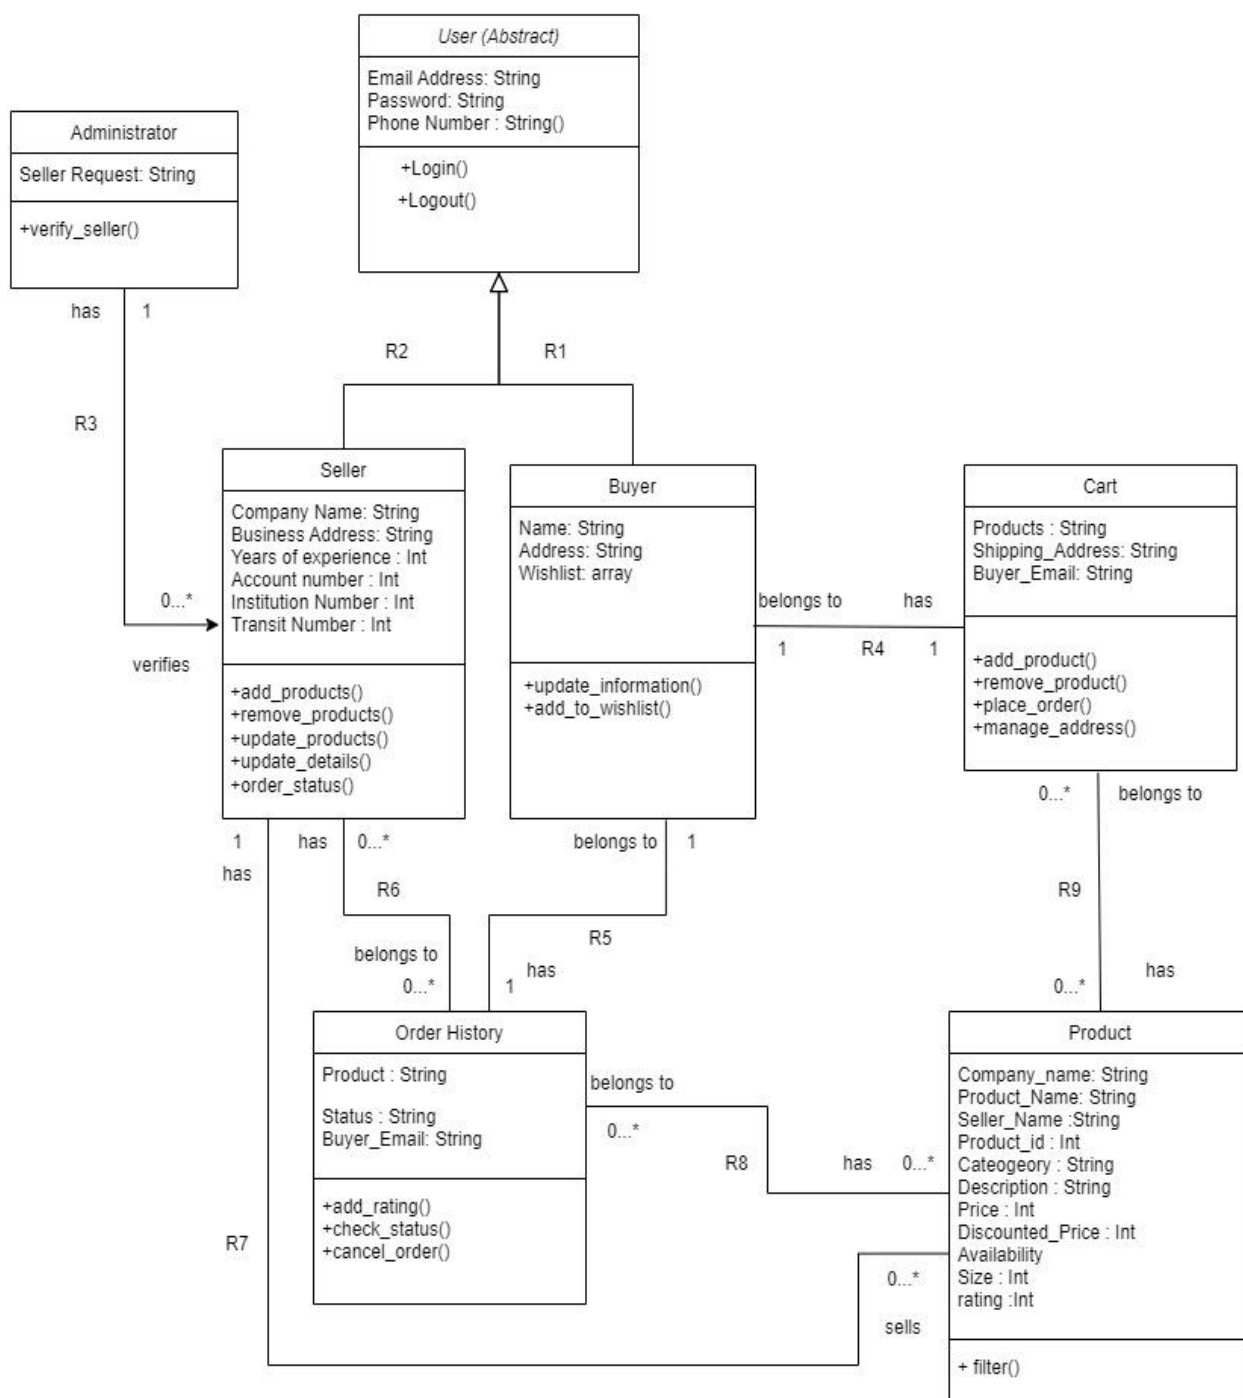 User (Abstract)
Email Address: String
Password: String
Phone Number : String()
+Login()
+Logout()
Administrator
Seller Request: String
+verify_seller()
has
1
R2
R1
R3
0...*
verifies
Seller
Company Name: String
Business Address: String
Years of experience : Int
Account number : Int
Institution Number : Int
Transit Number : Int
+add_products()
+remove_products()
+update_products()
+update_details()
+order_status()
Buyer
Name: String
Address: String
Wishlist: array
+update_information()
+add_to_wishlist()
belongs to
has
1
R4
1
Cart
Products : String
Shipping_Address: String
Buyer_Email: String
+add_product()
+remove_product()
+place_order()
+manage_address()
1
has
has
0...*
R6
belongs to
0...*
belongs to
1
R5
has
1
0...*
belongs to
R9
0...*
has
Order History
Product : String
Status : String
Buyer_Email: String
+add_rating()
+check_status()
+cancel_order()
belongs to
0...*
R8
has
0...*
R7
0...*
sells
Product
Company_name: String
Product_Name: String
Seller_Name :String
Product_id : Int
Cateogeory : String
Description : String
Price : Int
Discounted_Price : Int
Availability
Size : Int
rating :Int
+ filter()